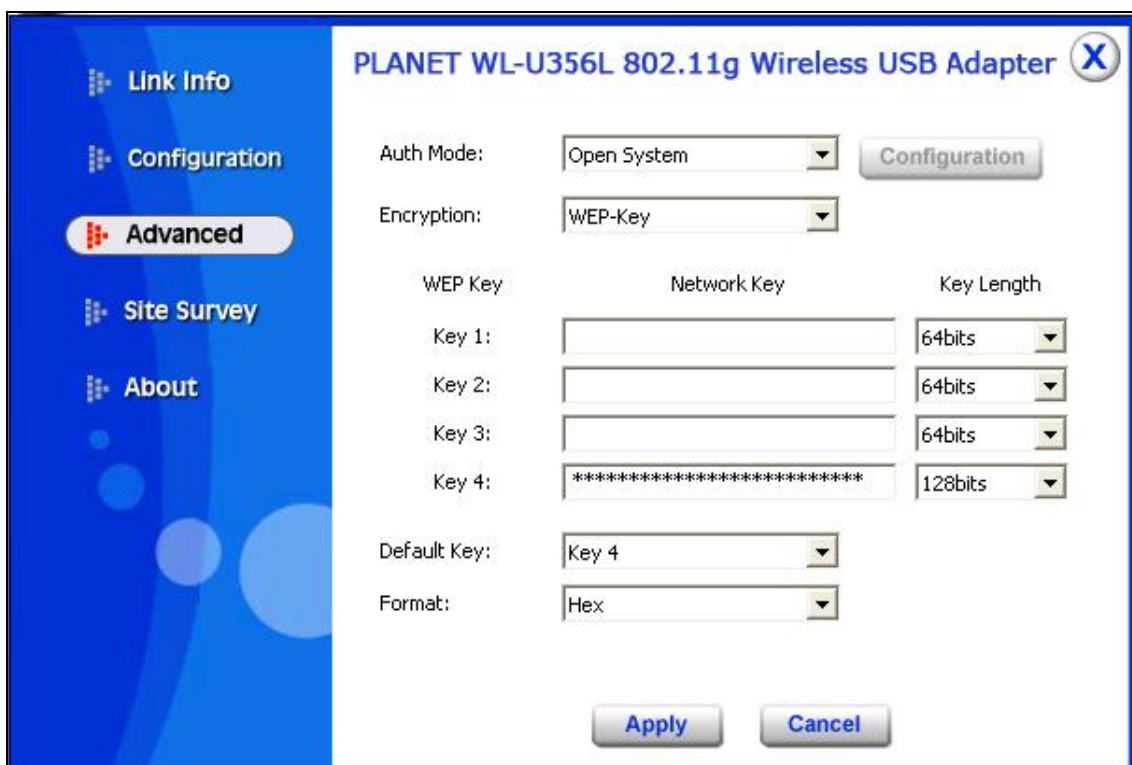 PLANET WL-U356L 802.11g Wireless USB Adapter X
Link Info
Configuration
Advanced
Site Survey
About
Auth Mode: Open System Configuration
Encryption: WEP-Key
WEP Key Network Key Key Length
Key 1: 64bits
Key 2: 64bits
Key 3: 64bits
Key 4: ************************** 128bits
Default Key: Key 4
Format: Hex
Apply Cancel